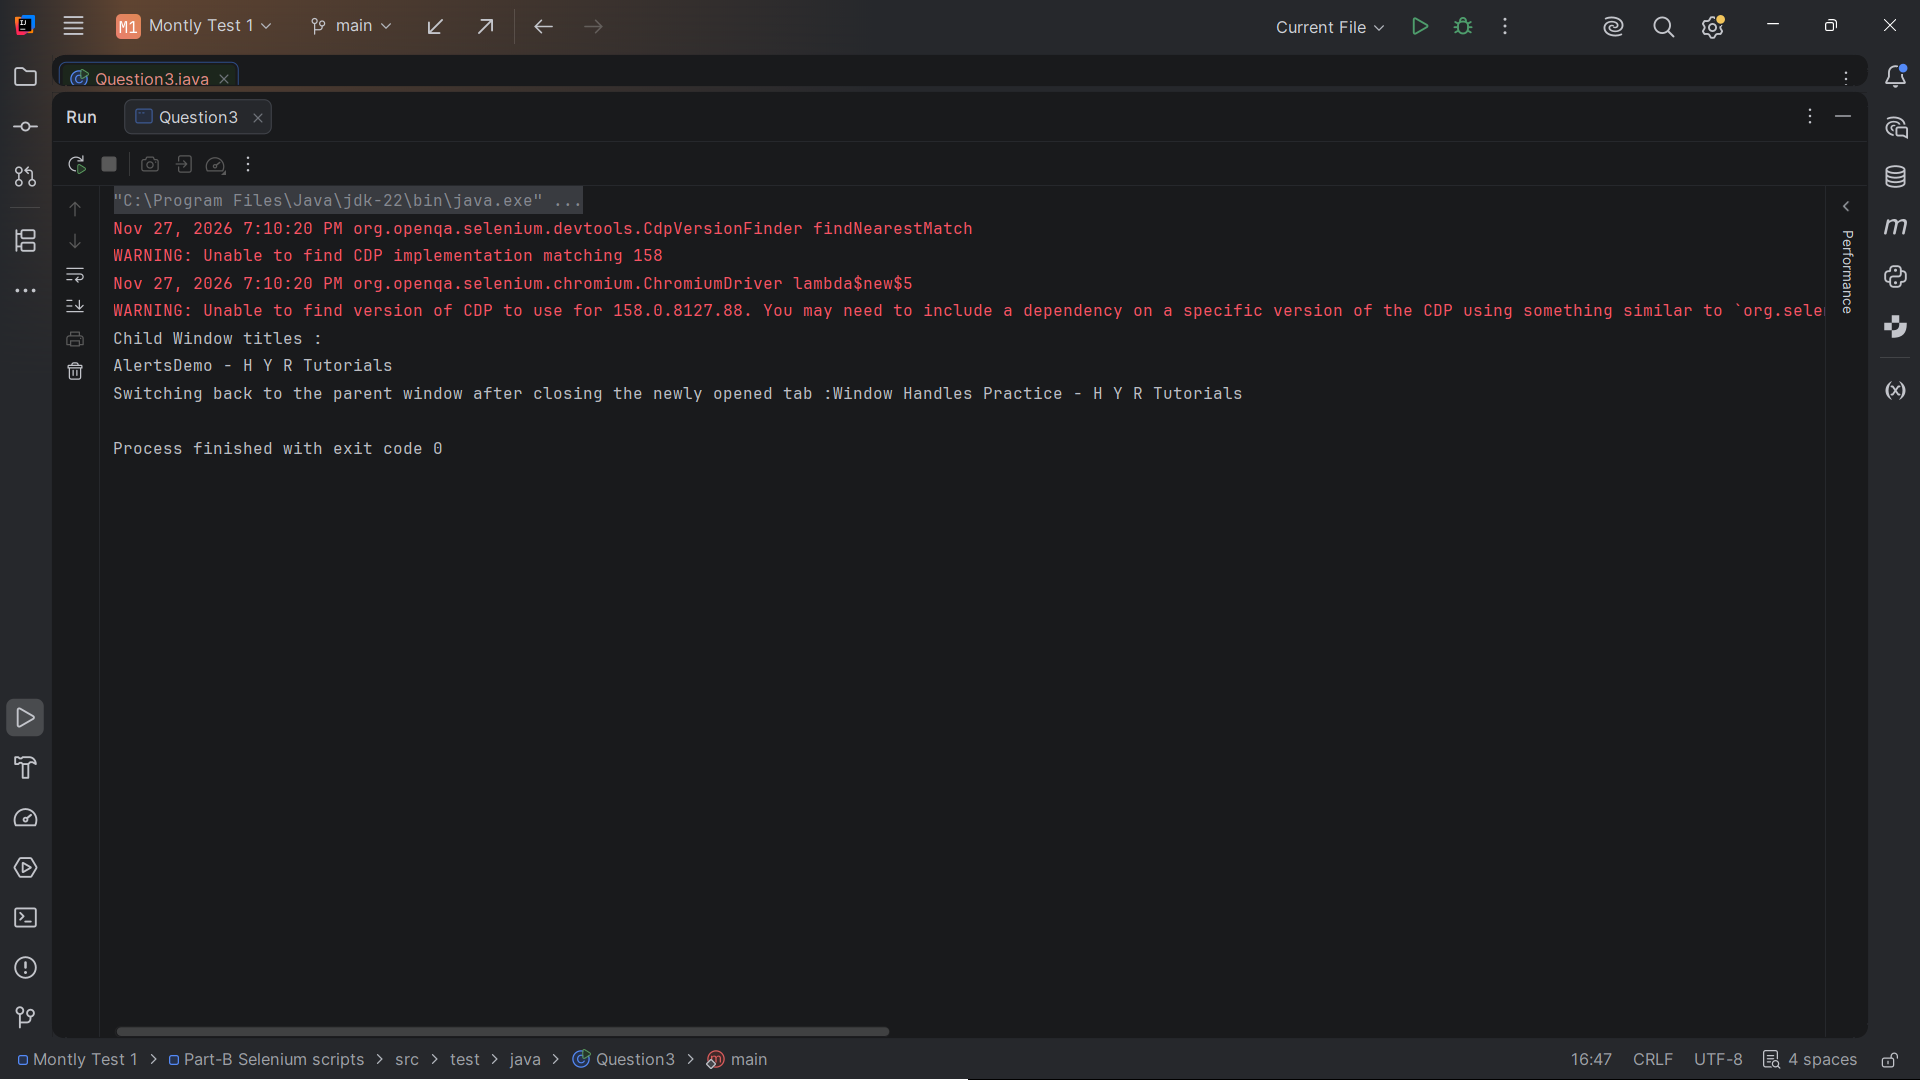 M1 Montly Test 1 main Current File
Question3.java
Run Question3
"C:\Program Files\Java\jdk-22\bin\java.exe" ...
Nov 27, 2026 7:10:20 PM org.openqa.selenium.devtools.CdpVersionFinder findNearestMatch
WARNING: Unable to find CDP implementation matching 158
Nov 27, 2026 7:10:20 PM org.openqa.selenium.chromium.ChromiumDriver lambda$new$5
WARNING: Unable to find version of CDP to use for 158.0.8127.88. You may need to include a dependency on a specific version of the CDP using something similar to `org.sele
Child Window titles :
AlertsDemo - H Y R Tutorials
Switching back to the parent window after closing the newly opened tab :Window Handles Practice - H Y R Tutorials
Process finished with exit code 0
Performance
Montly Test 1 > Part-B Selenium scripts > src > test > java > Question3 > main 16:47 CRLF UTF-8 4 spaces